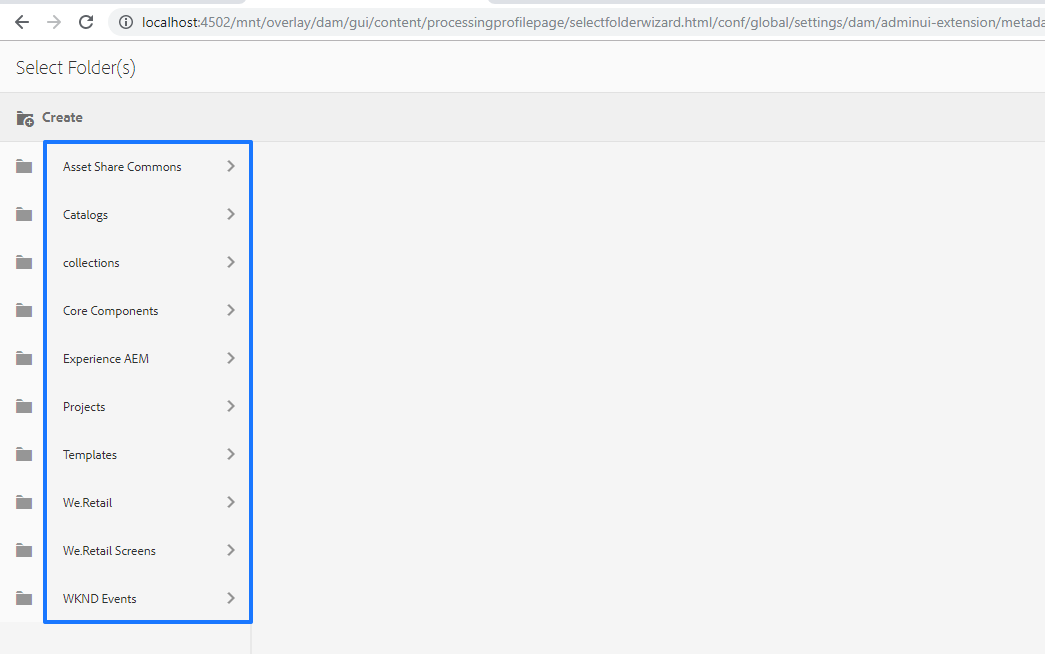 localhost:4502/mnt/overlay/dam/gui/content/processingprofilepage/selectfolderwizard.html/conf/global/settings/dam/adminui-extension/metada
Select Folder(s)
Create
Asset Share Commons
Catalogs
collections
Core Components
Experience AEM
Projects
Templates
We.Retail
We.Retail Screens
WKND Events